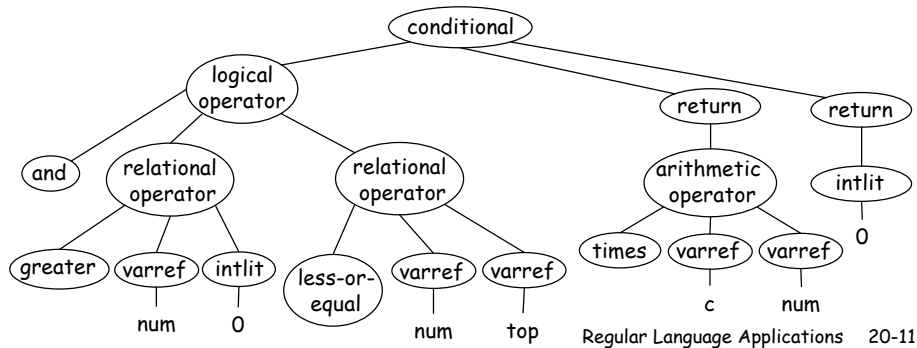 conditional
logical
operator
return
return
and
relational
operator
relational
operator
arithmetic
operator
intlit
greater
varref
intlit
less-or-
equal
varref
varref
times
varref
varref
0
num
0
num
top
c
num
Regular Language Applications 20-11